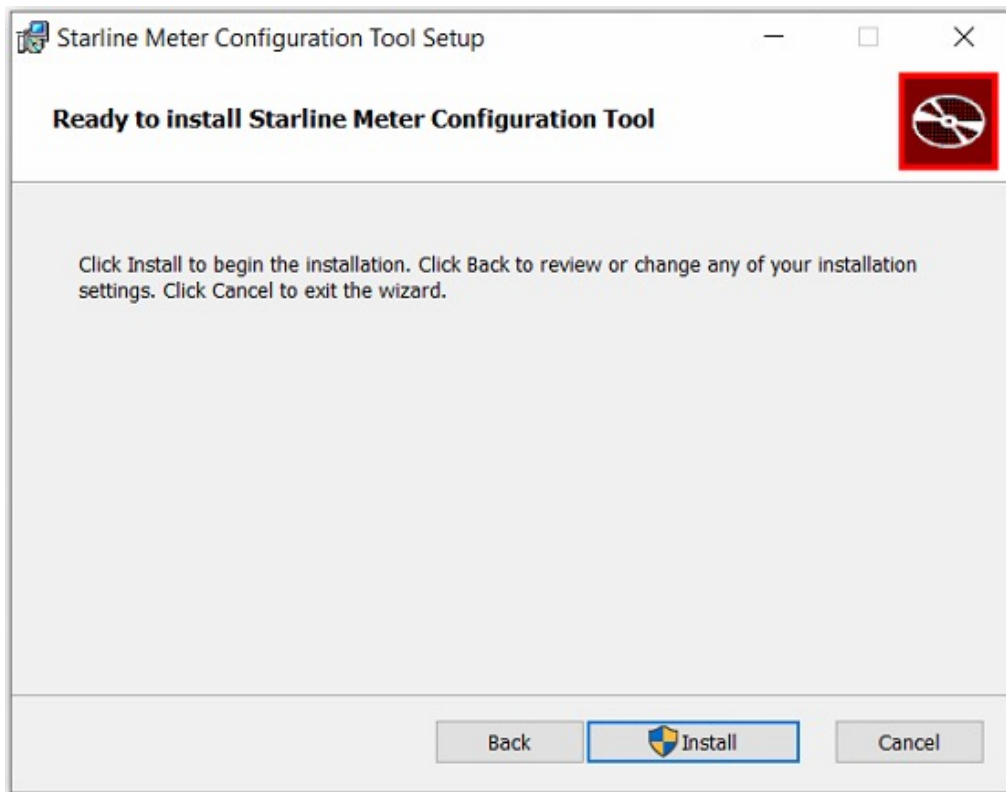 Starline Meter Configuration Tool Setup
Ready to install Starline Meter Configuration Tool
Click Install to begin the installation. Click Back to review or change any of your installation
settings. Click Cancel to exit the wizard.
Back
Install
Cancel